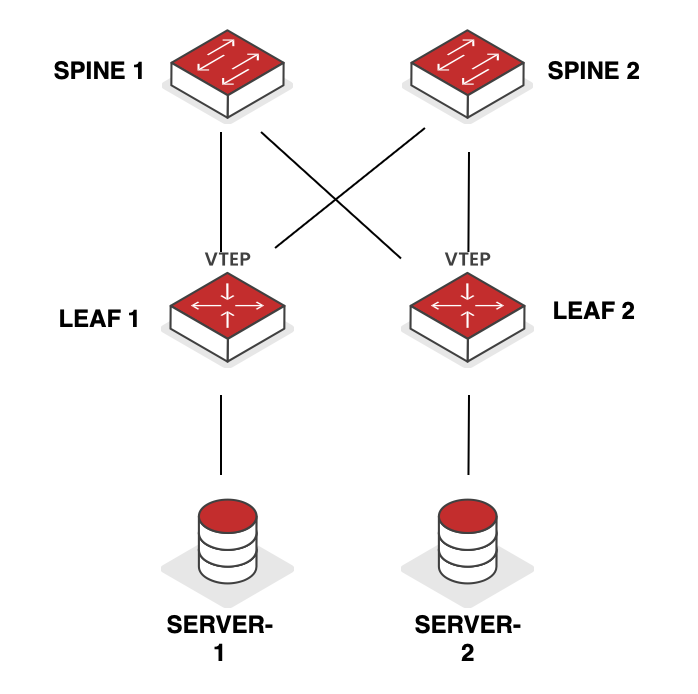 SPINE 1
SPINE 2
VTEP
VTEP
LEAF 1
LEAF 2
SERVER-
1
SERVER-
2